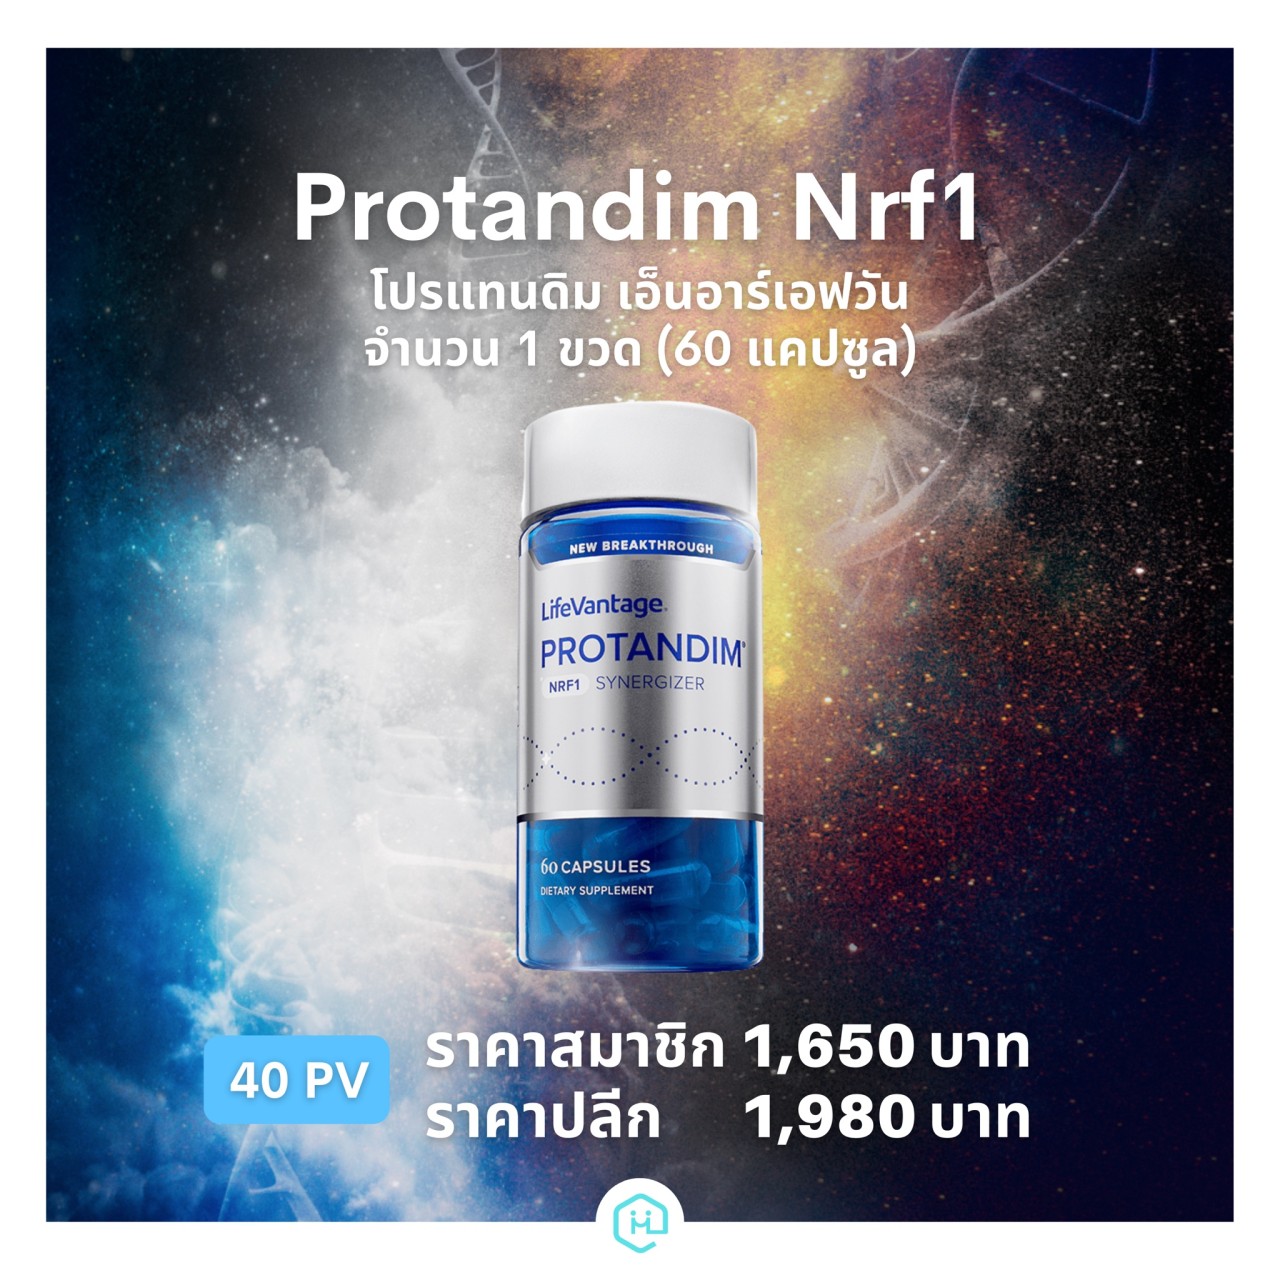 Protandim Nrf1
โปรแทนดิม เอ็นอาร์เอฟวัน
จำนวน 1 ขวด (60 แคปซูล)
NEW BREAKTHROUGH
LifeVantage®
PROTANDIM®
NRF1 SYNERGIZER
60 CAPSULES
DIETARY SUPPLEMENT
40 PV
ราคาสมาชิก 1,650 บาท
ราคาปลีก 1,980 บาท